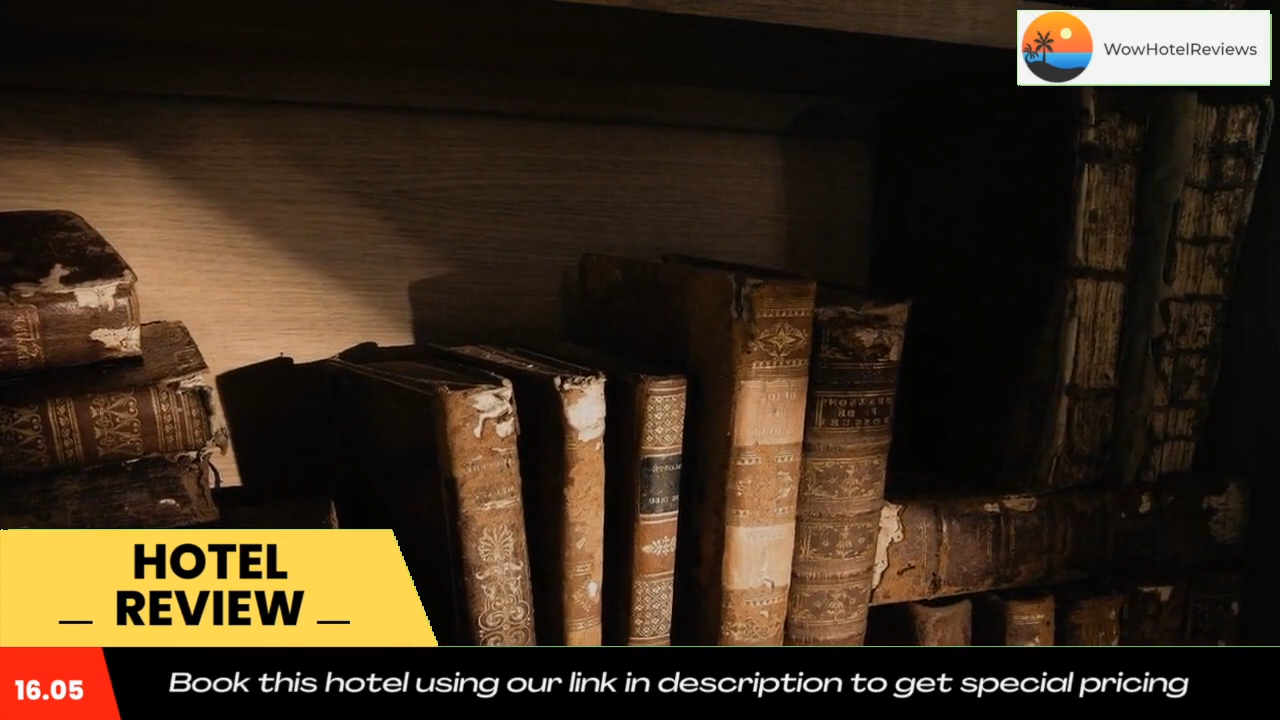 WowHotelReviews
HOTEL
REVIEW
16.05
Book this hotel using our link in description to get special pricing